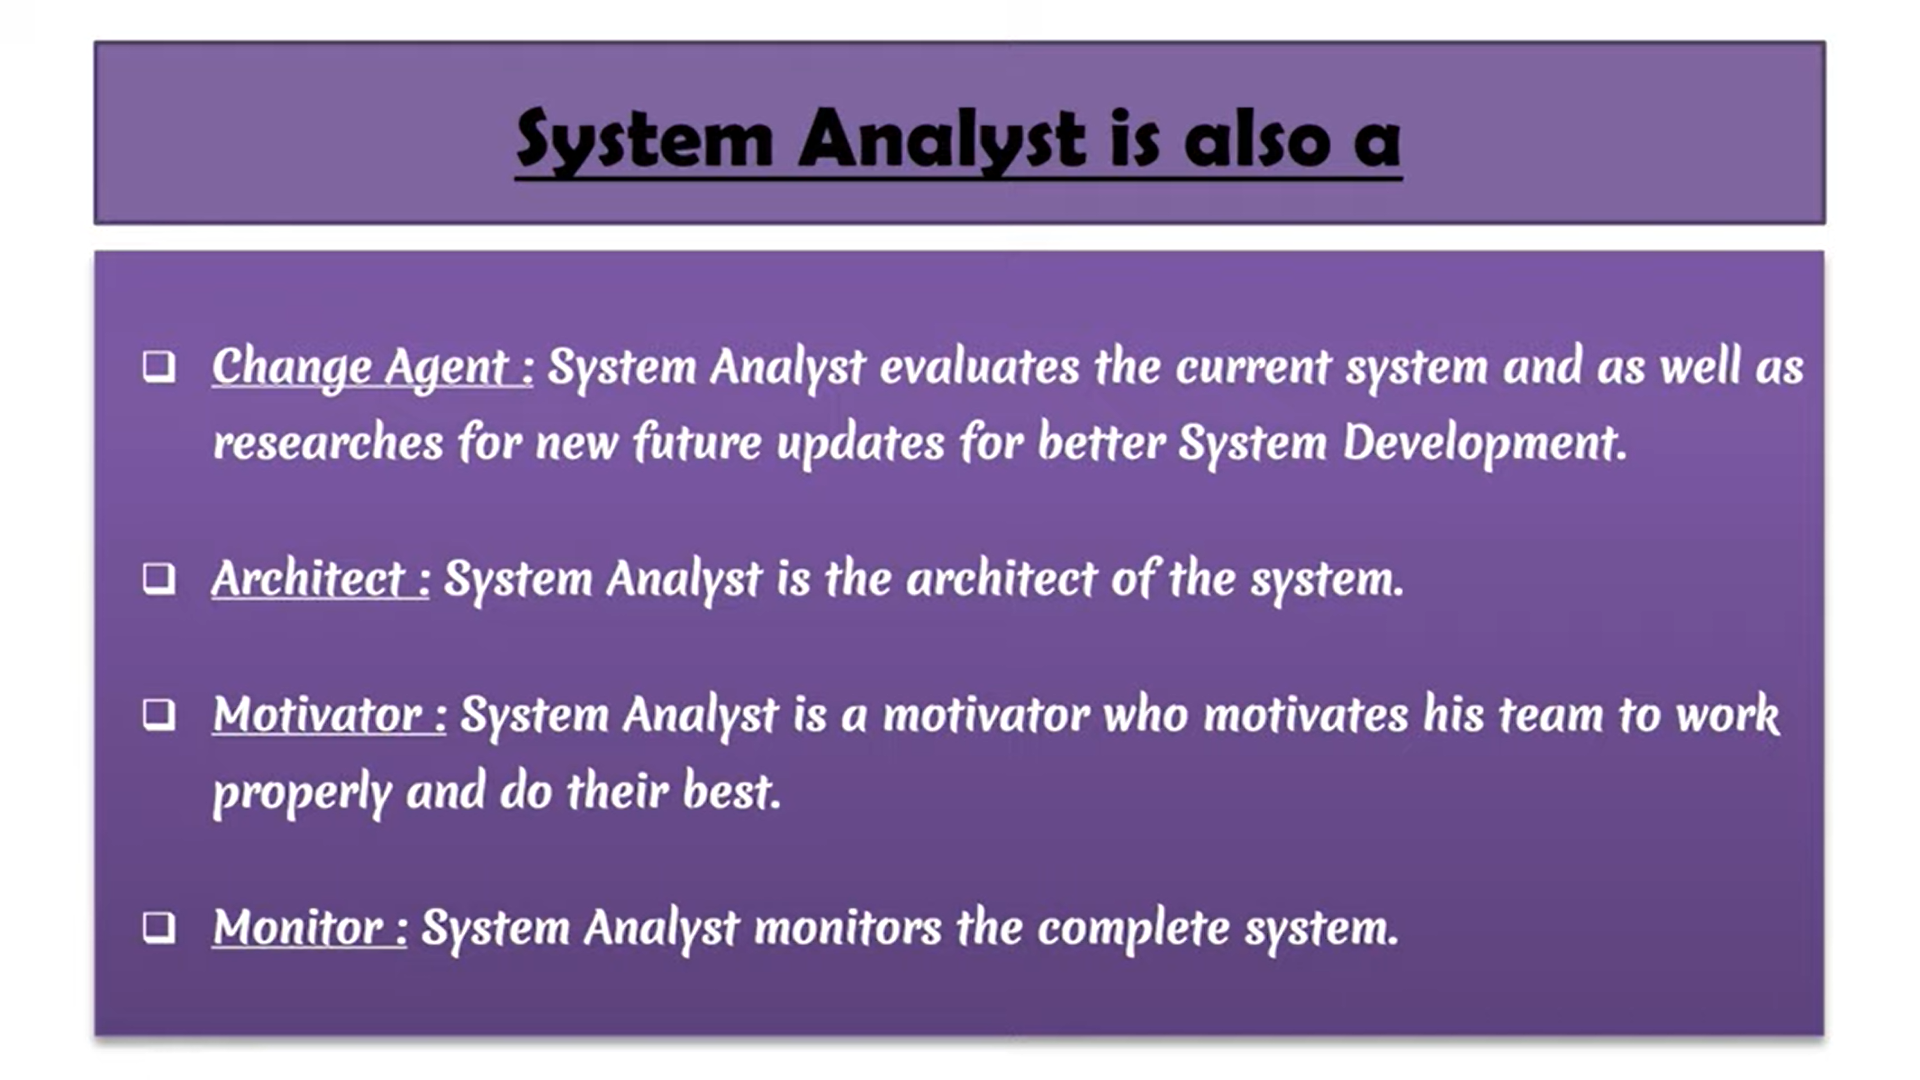 System Analyst is also a
❑ Change Agent : System Analyst evaluates the current system and as well as
researches for new future updates for better System Development.
❑ Architect : System Analyst is the architect of the system.
❑ Motivator : System Analyst is a motivator who motivates his team to work
properly and do their best.
❑ Monitor : System Analyst monitors the complete system.